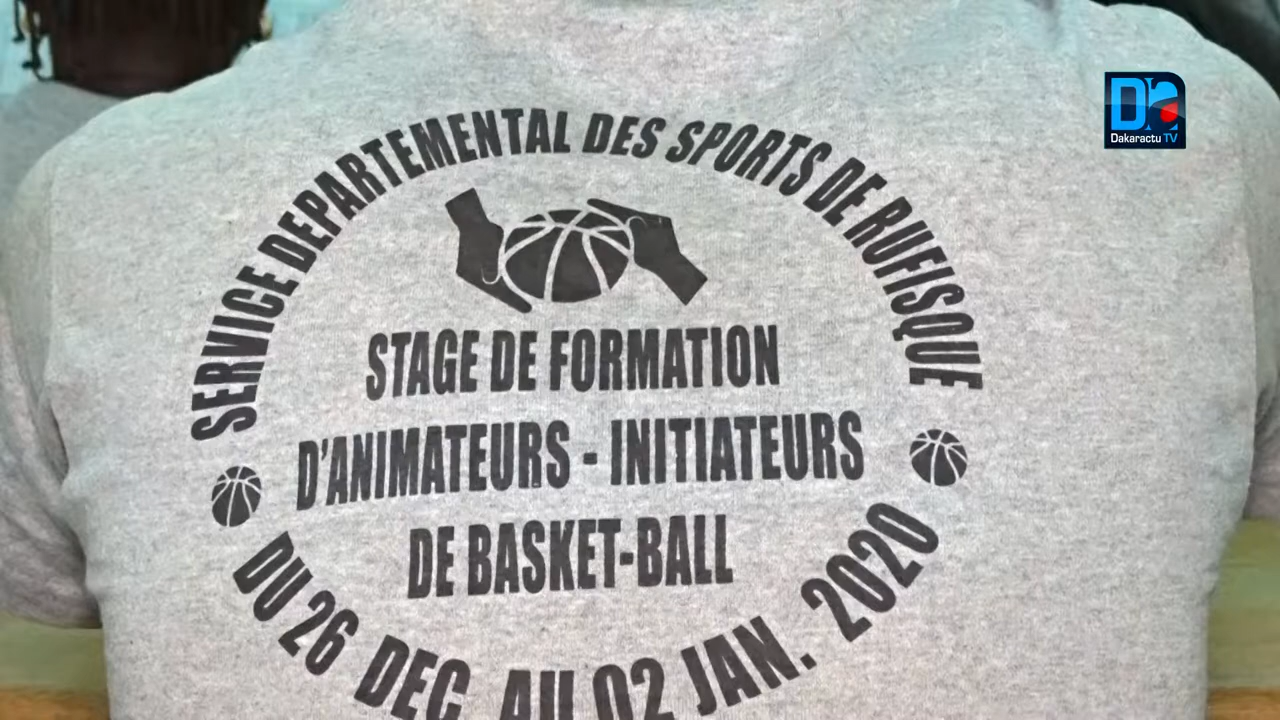 SERVICE DEPARTEMENTAL DES SPORTS DE RUFISQUE
STAGE DE FORMATION
D'ANIMATEURS - INITIATEURS
DE BASKET-BALL
DU 26 DEC AU 02 JAN. 2020
Da
Dakaractu TV